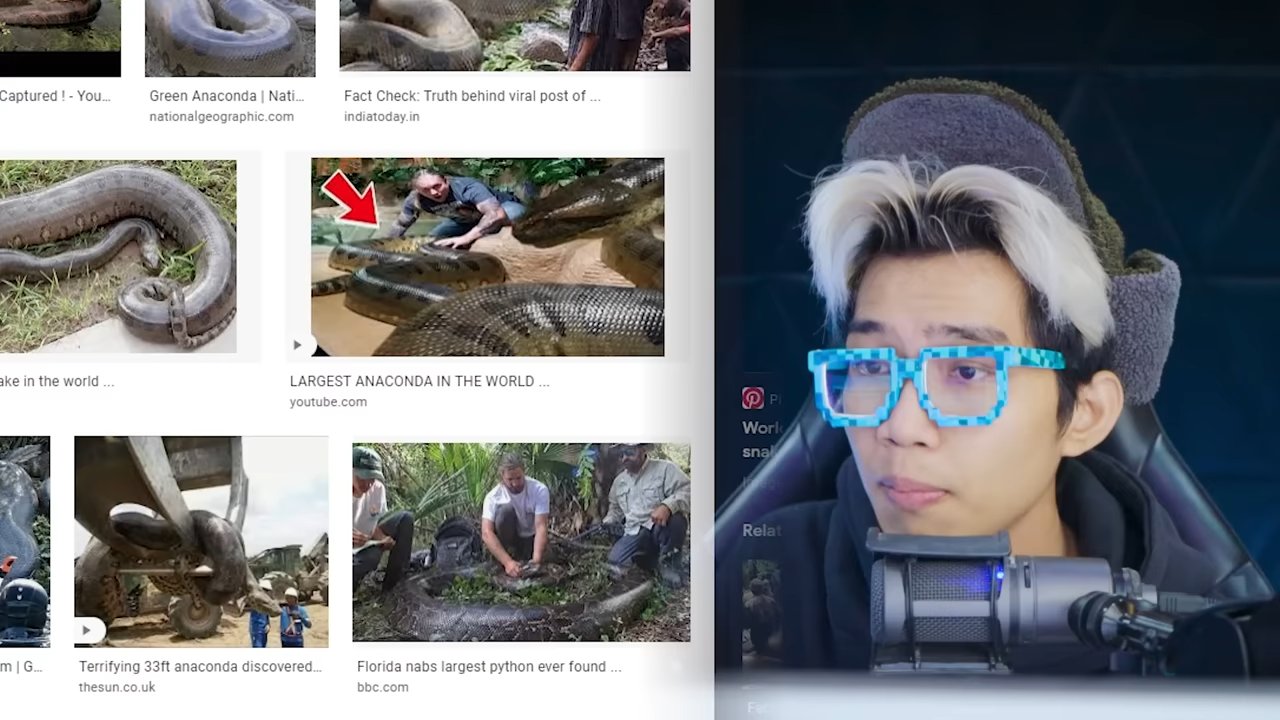 Captured ! - You...
Green Anaconda | Nati...
nationalgeographic.com
Fact Check: Truth behind viral post of ...
indiatoday.in
ake in the world ...
LARGEST ANACONDA IN THE WORLD ...
youtube.com
m | G...
Terrifying 33ft anaconda discovered...
thesun.co.uk
Florida nabs largest python ever found ...
bbc.com
Relat